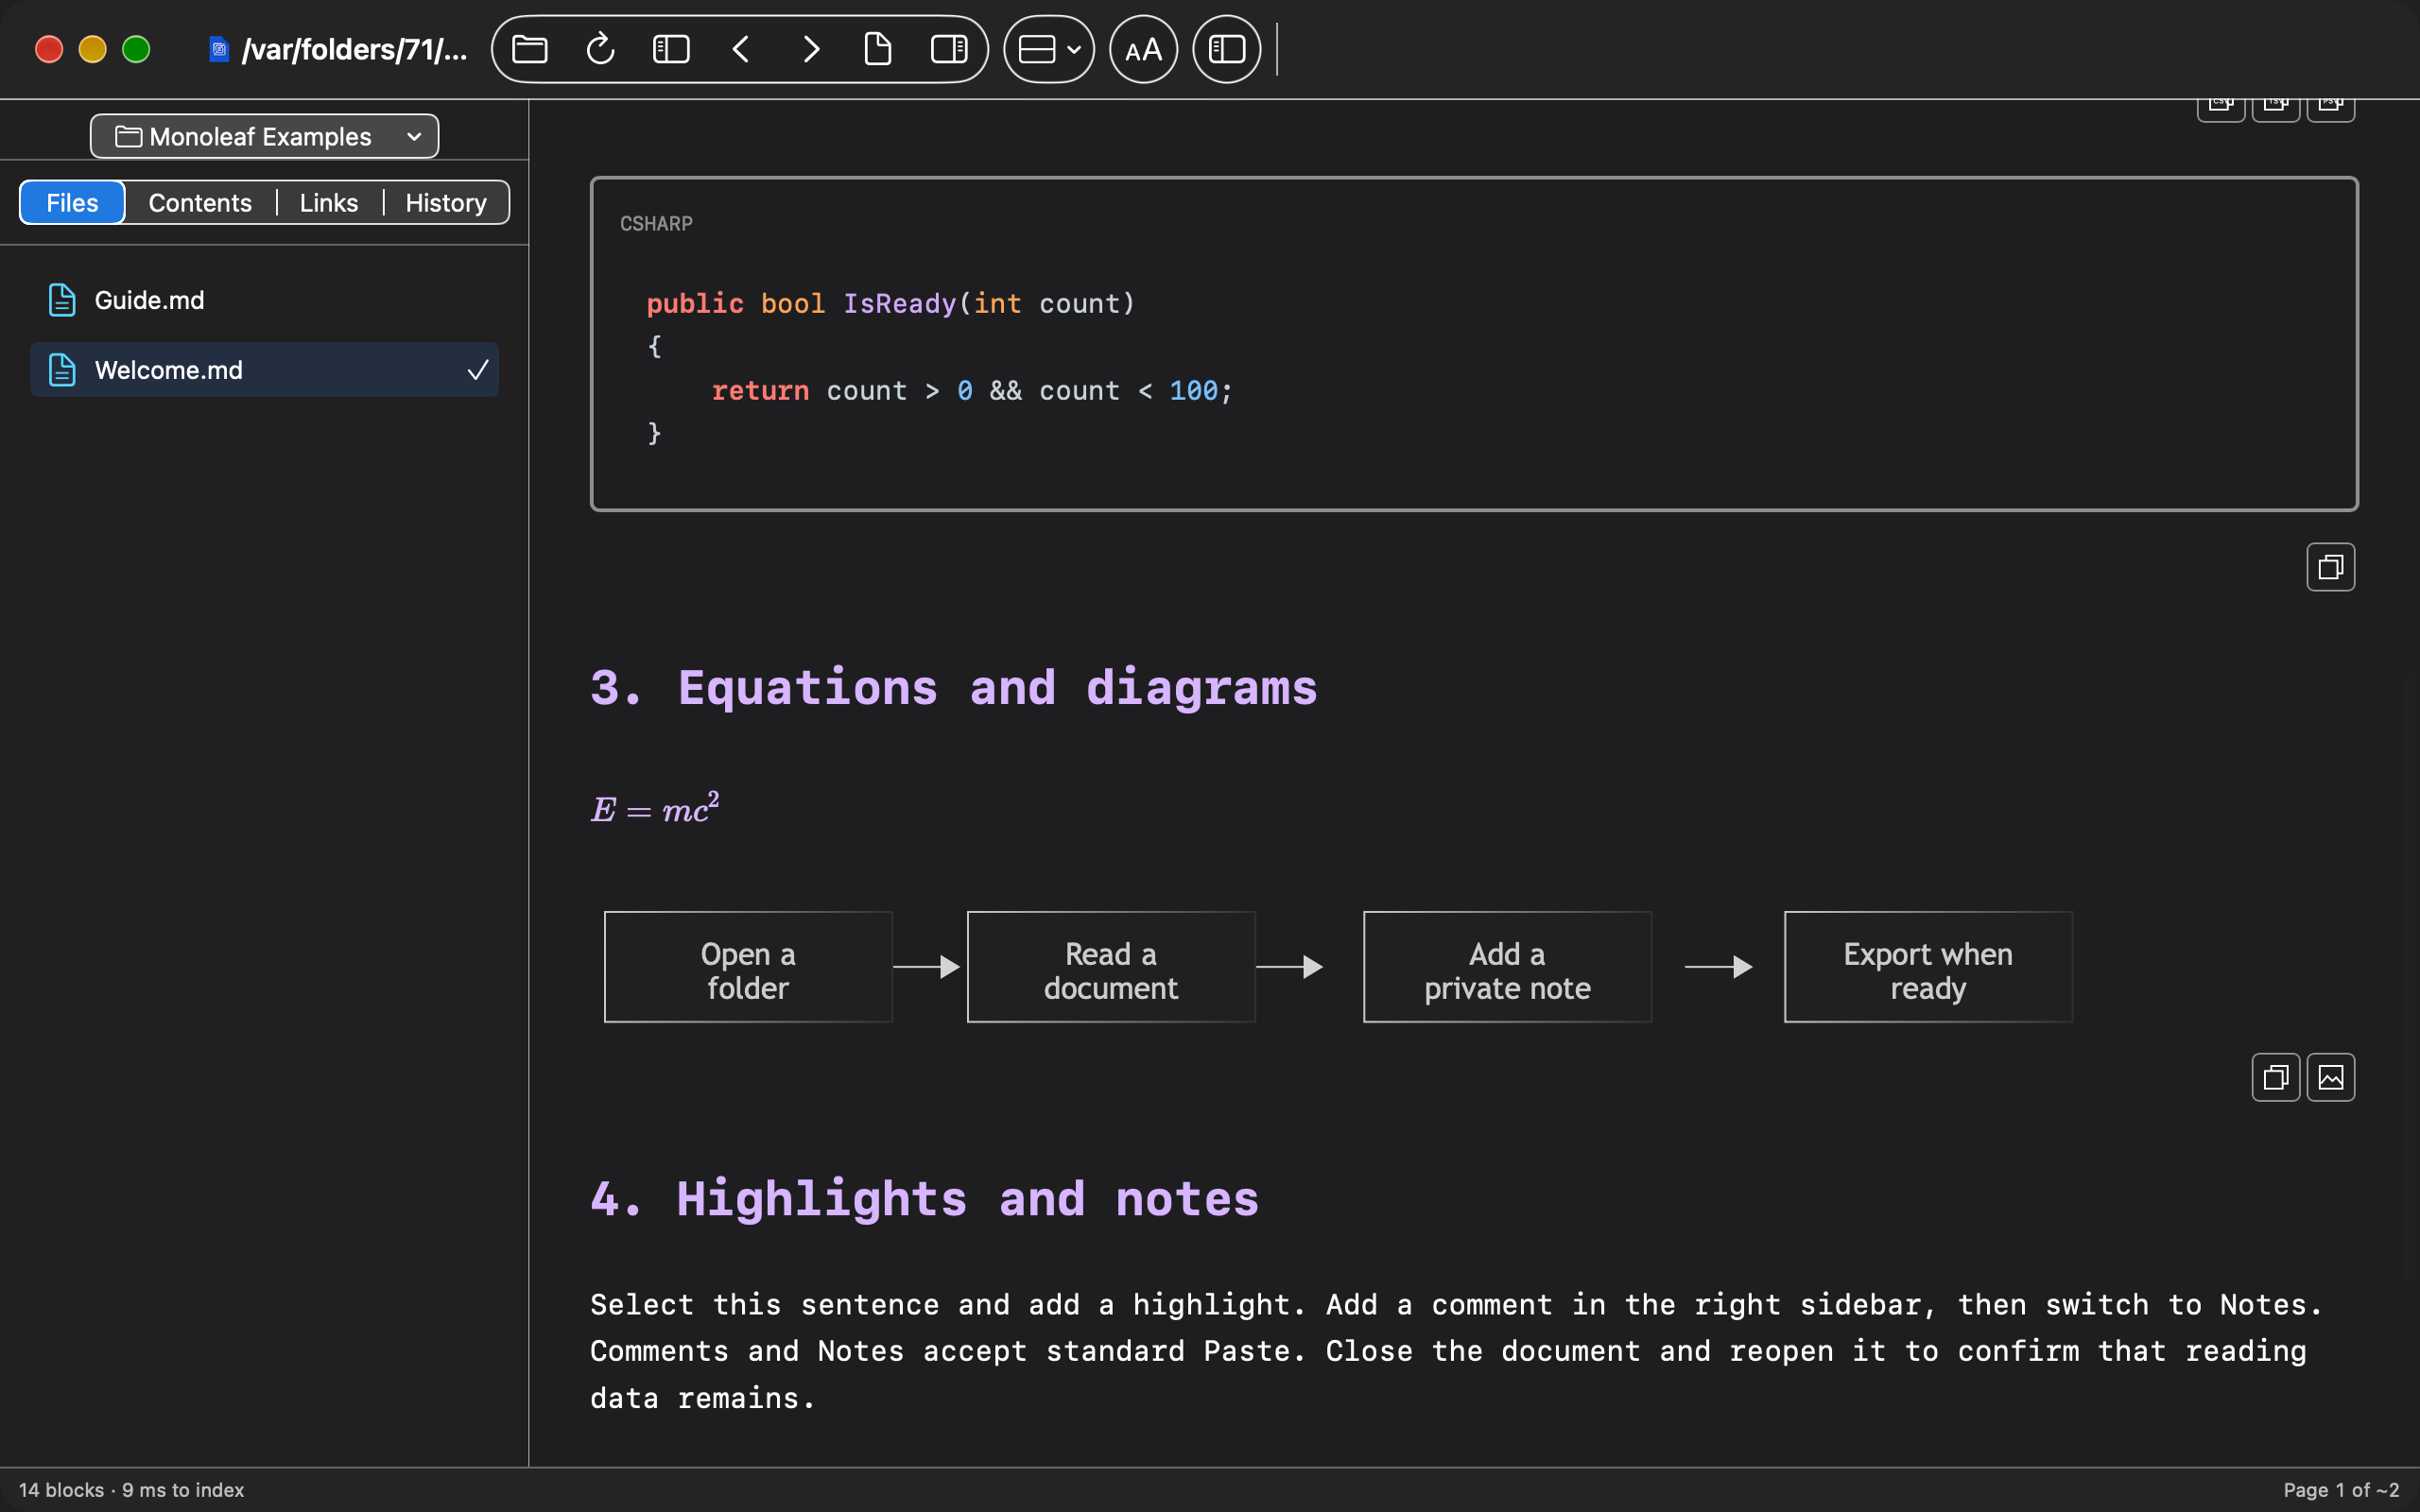 /var/folders/71/...
AA
Monoleaf Examples
Files
Contents
Links
History
Guide.md
Welcome.md
CSV
TSV
PSV
CSHARP
public bool IsReady(int count)
{
return count > 0 && count < 100;
}
3. Equations and diagrams
E = mc²
Open a
folder
Read a
document
Add a
private note
Export when
ready
4. Highlights and notes
Select this sentence and add a highlight. Add a comment in the right sidebar, then switch to Notes.
Comments and Notes accept standard Paste. Close the document and reopen it to confirm that reading
data remains.
14 blocks · 9 ms to index
Page 1 of ~2